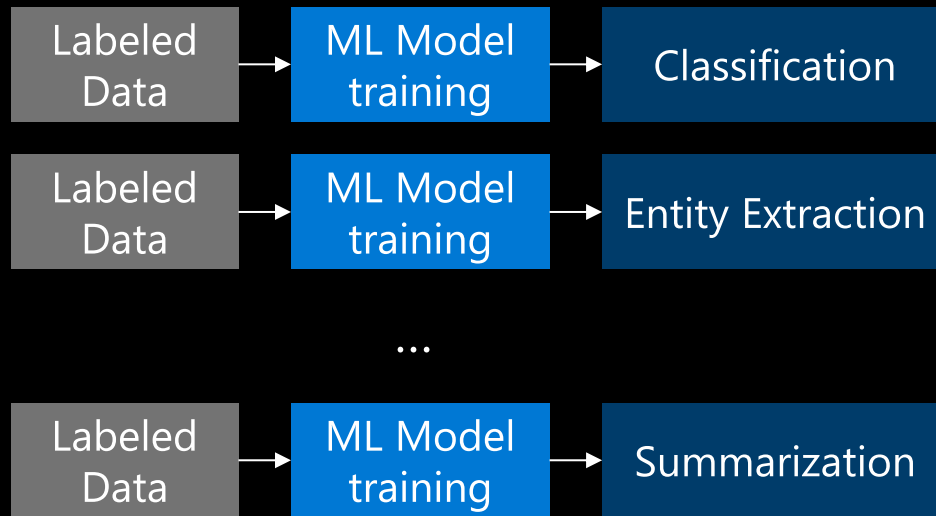 Labeled
Data
ML Model
training
Classification
Labeled
Data
ML Model
training
Entity Extraction
...
Labeled
Data
ML Model
training
Summarization